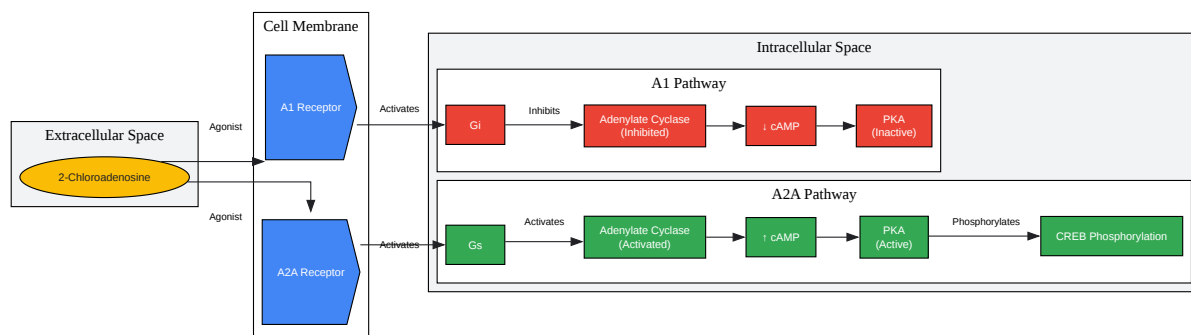 Cell Membrane
Intracellular Space
Extracellular Space
2-Chloroadenosine
Agonist
Agonist
A1 Receptor
A2A Receptor
Activates
Activates
A1 Pathway
Gi
Inhibits
Adenylate Cyclase
(Inhibited)
↓ cAMP
PKA
(Inactive)
A2A Pathway
Gs
Activates
Adenylate Cyclase
(Activated)
↑ cAMP
PKA
(Active)
Phosphorylates
CREB Phosphorylation